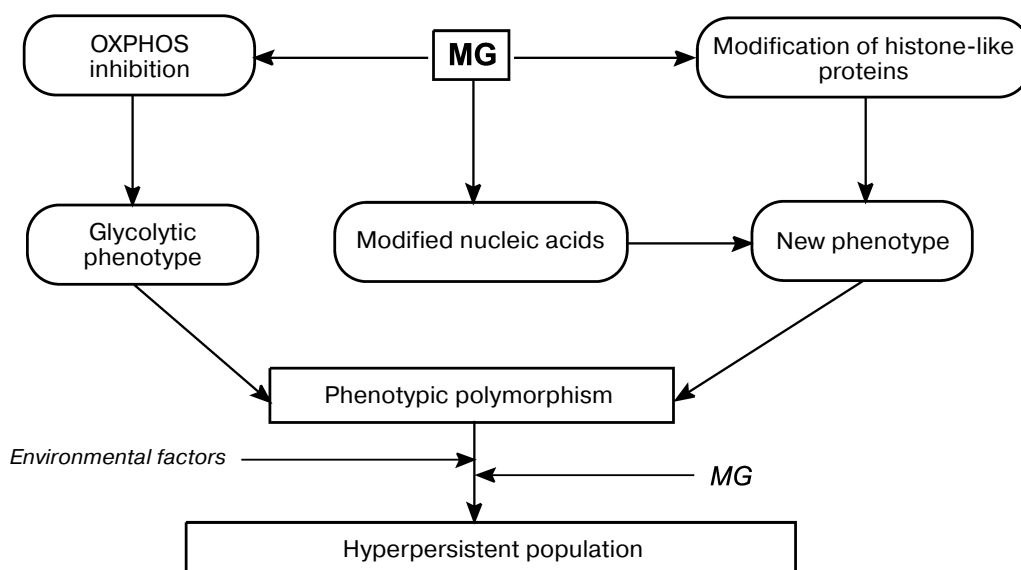 OXPHOS
inhibition
MG
Modification of histone-like
proteins
Glycolytic
phenotype
Modified nucleic acids
New phenotype
Phenotypic polymorphism
Environmental factors
MG
Hyperpersistent population